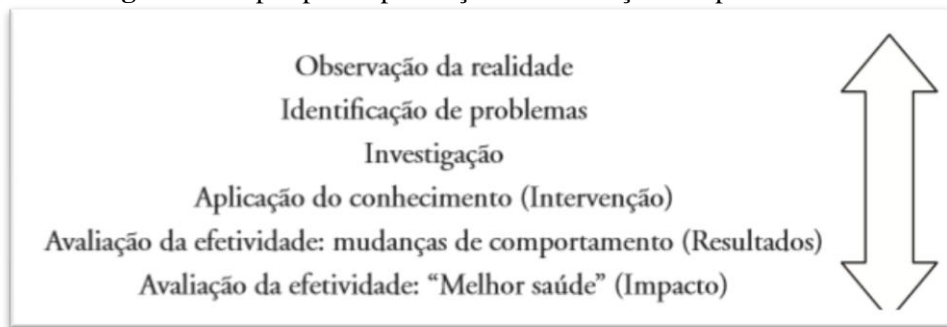 Observação da realidade
Identificação de problemas
Investigação
Aplicação do conhecimento (Intervenção)
Avaliação da efetividade: mudanças de comportamento (Resultados)
Avaliação da efetividade: “Melhor saúde” (Impacto)